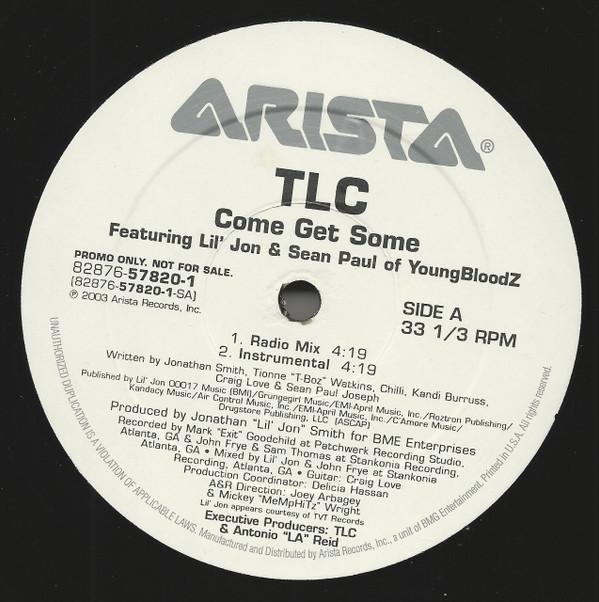 ARISTA®
TLC
Come Get Some
Featuring Lil' Jon & Sean Paul of YoungBloodZ
PROMO ONLY. NOT FOR SALE.
82876-57820-1
(82876-57820-1-SA)
℗ 2003 Arista Records, Inc.
SIDE A
33 1/3 RPM
1. Radio Mix 4:19
2. Instrumental 4:19
Written by Jonathan Smith, Tionne "T-Boz" Watkins, Chilli, Kandi Burruss,
Craig Love & Sean Paul Joseph
Published by Lil' Jon 00017 Music (BMI)/Grungegirl Music/EMI-April Music, Inc./Roztron Publishing/
Kandacy Music/Air Control Music, Inc./EMI-April Music, Inc./C'Amore Music/
Drugstore Publishing, LLC (ASCAP)
Produced by Jonathan "Lil' Jon" Smith for BME Enterprises
Recorded by Mark "Exit" Goodchild at Patchwerk Recording Studio,
Atlanta, GA & John Frye & Sam Thomas at Stankonia Recording,
Atlanta, GA • Mixed by Lil' Jon & John Frye at Stankonia
Recording, Atlanta, GA • Guitar: Craig Love
Production Coordinator: Delicia Hassan
A&R Direction: Joey Arbagey
& Mickey "MeMpHiTz" Wright
Lil' Jon appears courtesy of TVT Records
Executive Producers: TLC
& Antonio "LA" Reid
UNAUTHORIZED DUPLICATION IS A VIOLATION OF APPLICABLE LAWS. Manufactured and Distributed by Arista Records, Inc., a unit of BMG Entertainment. Printed in U.S.A. All rights reserved.